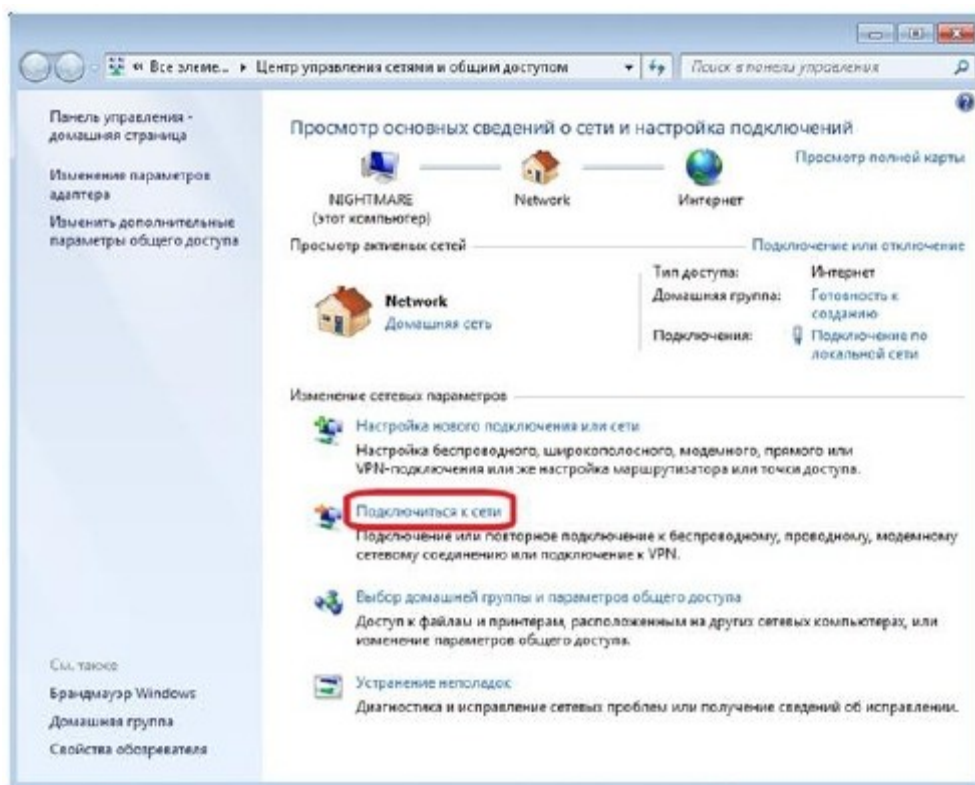 Все элеме... ▸ Центр управления сетями и общим доступом
Поиск в панели управления
Панель управления -
домашняя страница
Изменение параметров
адаптера
Изменить дополнительные
параметры общего доступа
Просмотр основных сведений о сети и настройка подключений
Просмотр полной карты
NIGHTMARE
(этот компьютер)
Network
Интернет
Просмотр активных сетей
Подключение или отключение
Network
Домашняя сеть
Тип доступа: Интернет
Домашняя группа: Готовность к
созданию
Подключения: Подключение по
локальной сети
Изменение сетевых параметров
Настройка нового подключения или сети
Настройка беспроводного, широкополосного, модемного, прямого или
VPN-подключения или же настройка маршрутизатора или точки доступа.
Подключиться к сети
Подключение или повторное подключение к беспроводному, проводному, модемному
сетевому соединению или подключение к VPN.
Выбор домашней группы и параметров общего доступа
Доступ к файлам и принтерам, расположенным на других сетевых компьютерах, или
изменение параметров общего доступа.
Устранение неполадок
Диагностика и исправление сетевых проблем или получение сведений об исправлении.
См. также
Брандмауэр Windows
Домашняя группа
Свойства обозревателя